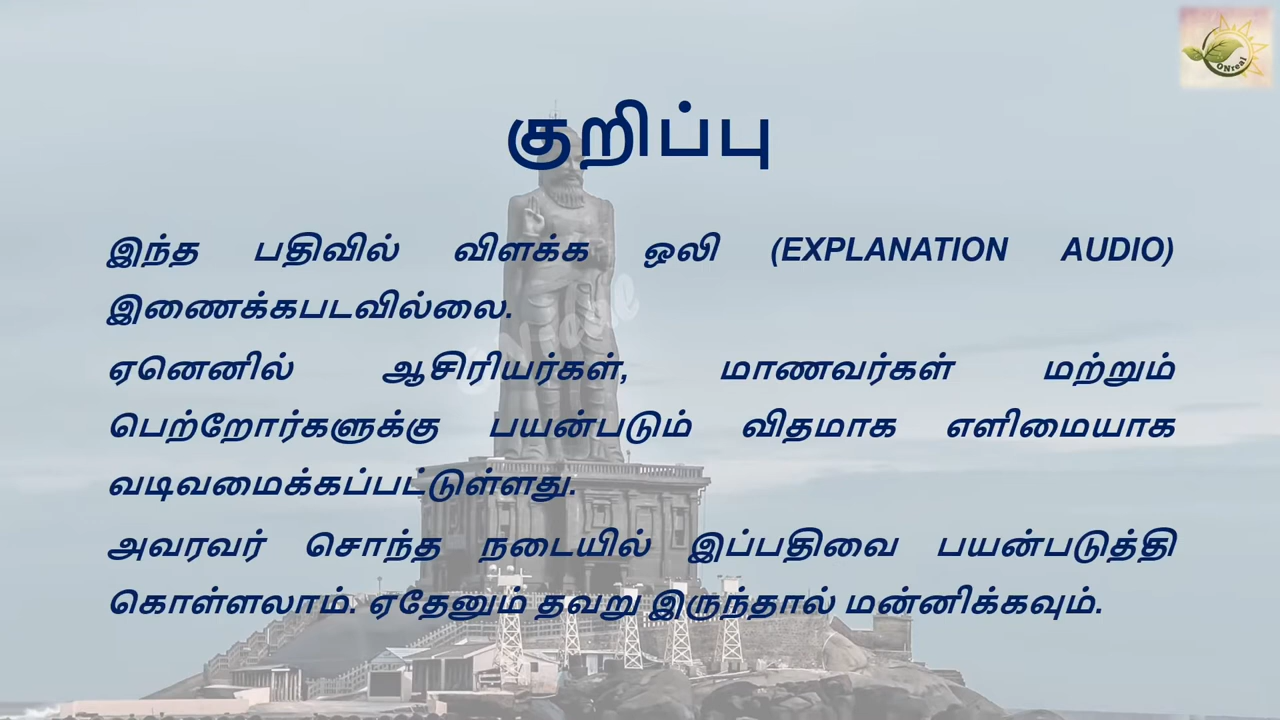 ONreal
குறிப்பு
இந்த பதிவில் விளக்க ஒலி (EXPLANATION AUDIO)
இணைக்கபடவில்லை.
ஏனெனில் ஆசிரியர்கள், மாணவர்கள் மற்றும்
பெற்றோர்களுக்கு பயன்படும் விதமாக எளிமையாக
வடிவமைக்கப்பட்டுள்ளது.
அவரவர் சொந்த நடையில் இப்பதிவை பயன்படுத்தி
கொள்ளலாம். ஏதேனும் தவறு இருந்தால் மன்னிக்கவும்.